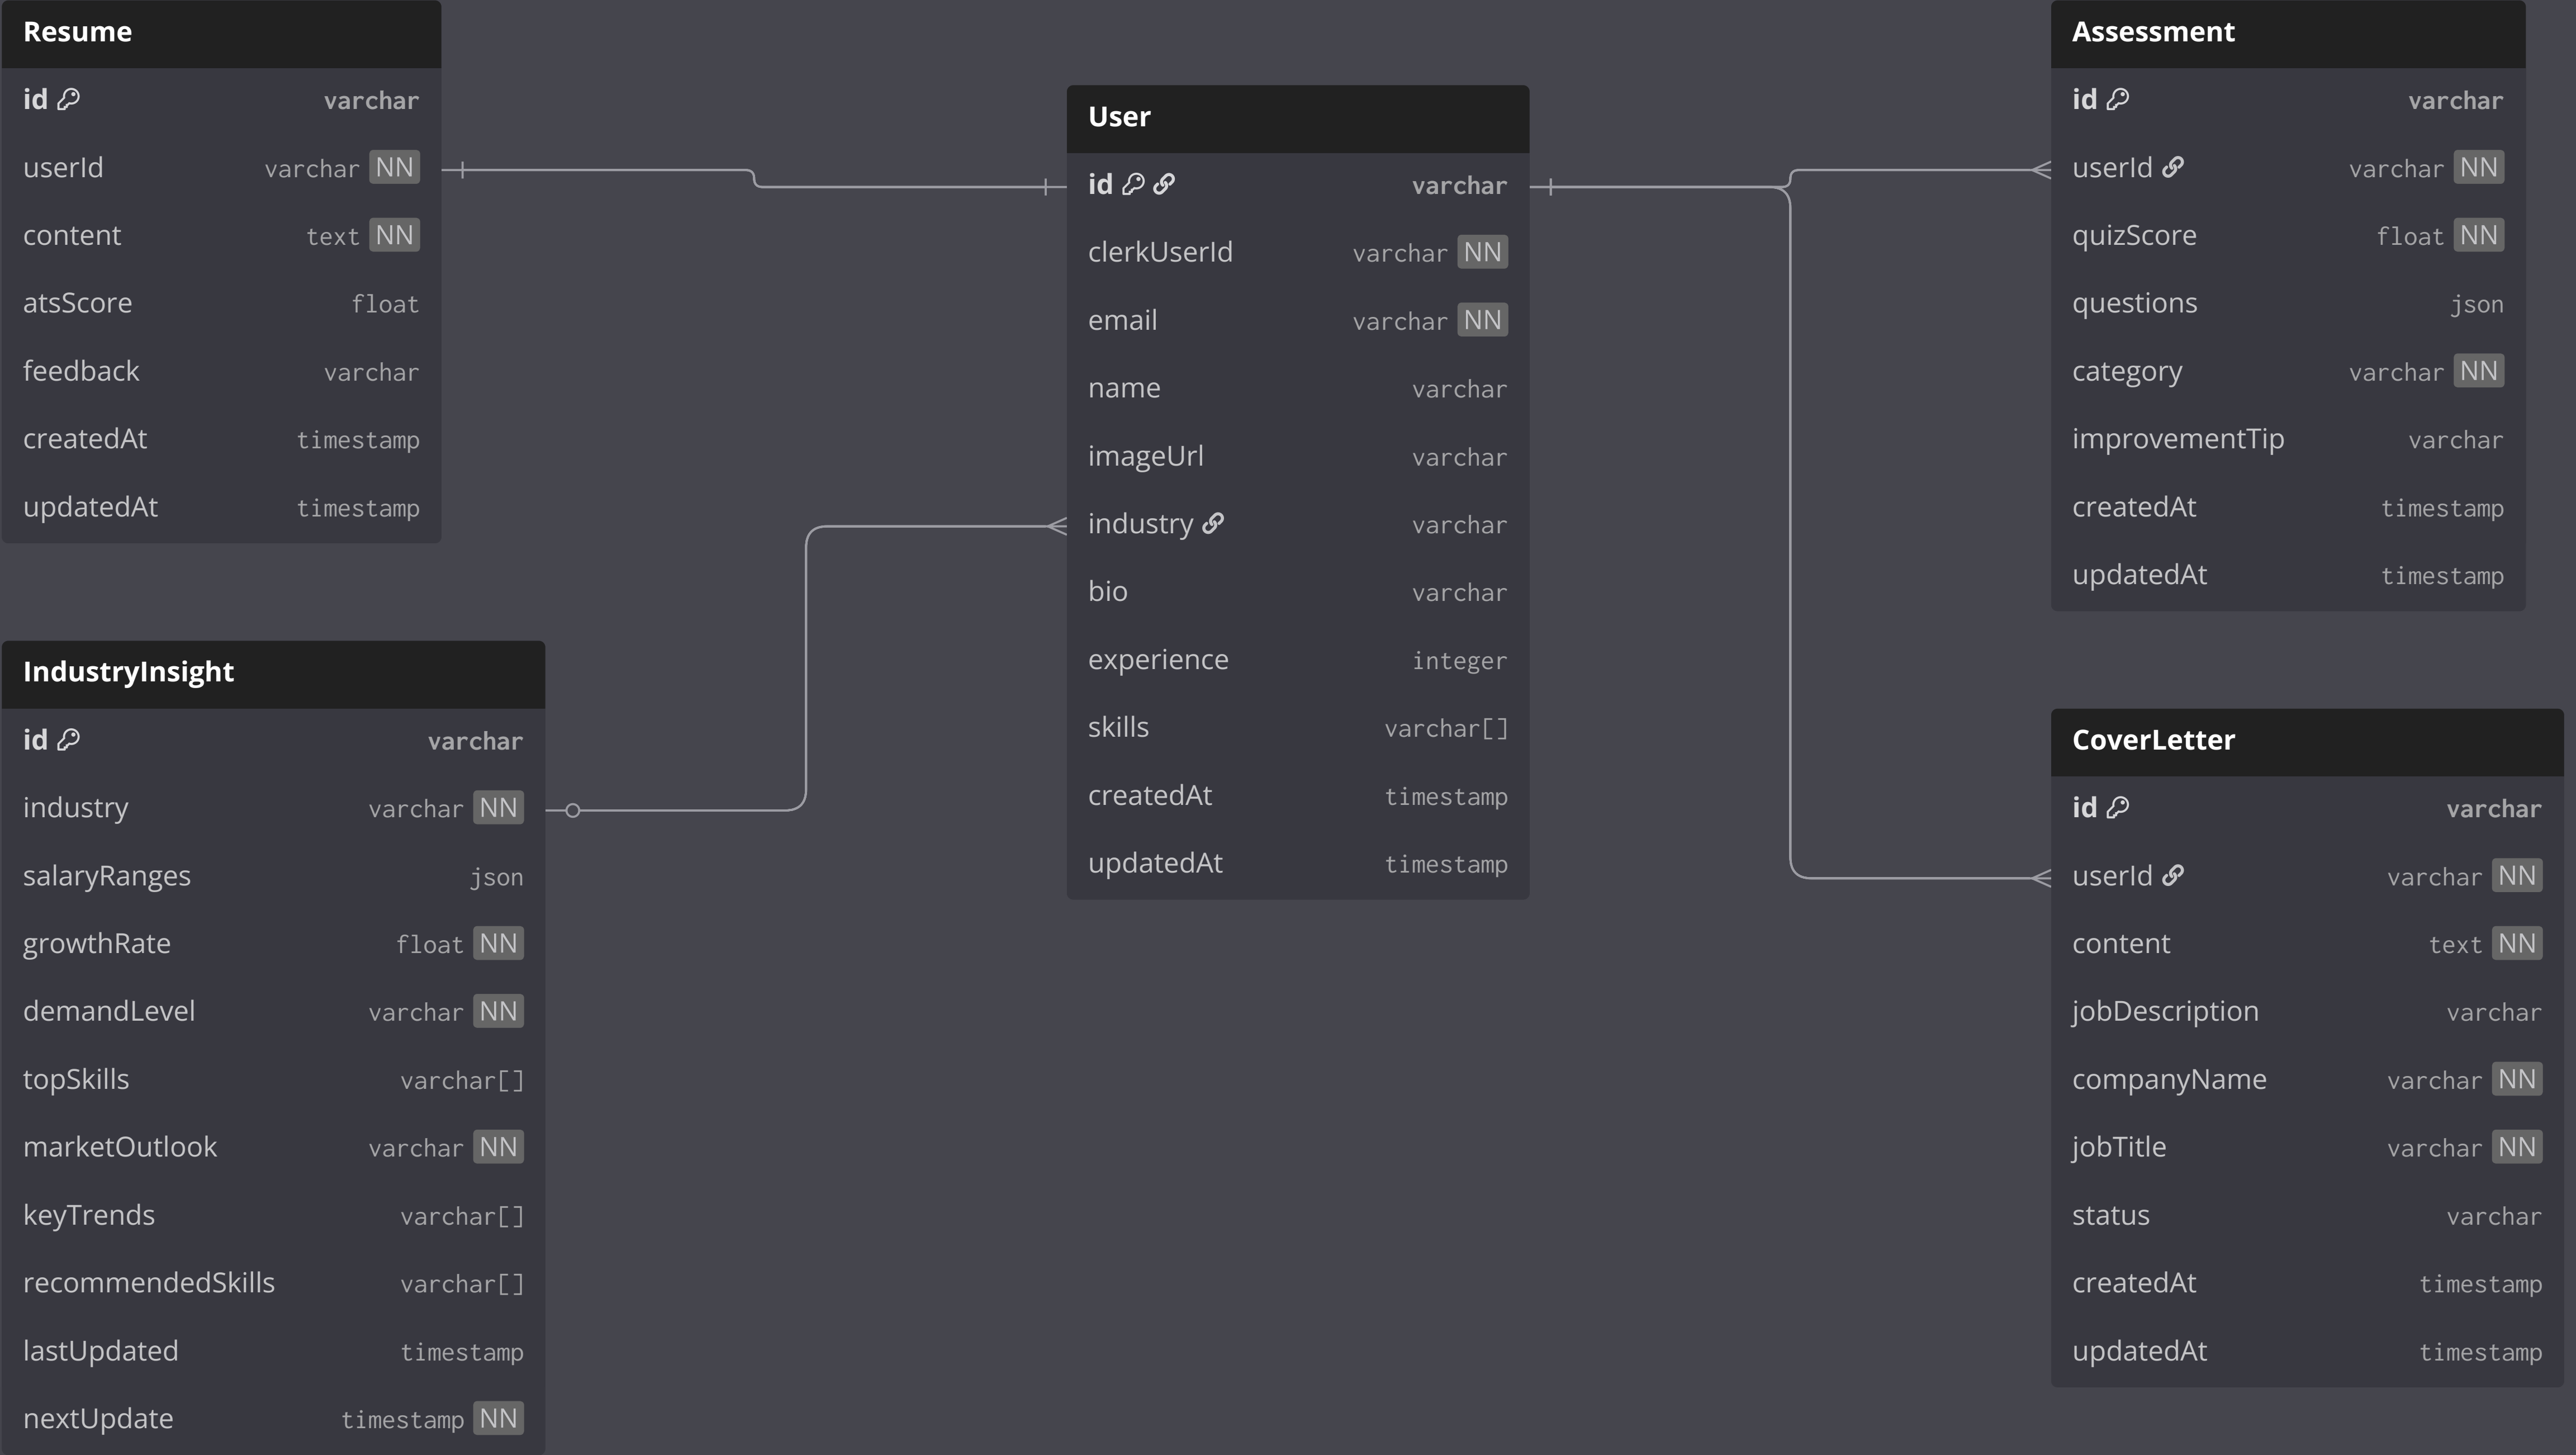 Resume
id varchar
userId varchar NN
content text NN
atsScore float
feedback varchar
createdAt timestamp
updatedAt timestamp
IndustryInsight
id varchar
industry varchar NN
salaryRanges json
growthRate float NN
demandLevel varchar NN
topSkills varchar[]
marketOutlook varchar NN
keyTrends varchar[]
recommendedSkills varchar[]
lastUpdated timestamp
nextUpdate timestamp NN
User
id varchar
clerkUserId varchar NN
email varchar NN
name varchar
imageUrl varchar
industry varchar
bio varchar
experience integer
skills varchar[]
createdAt timestamp
updatedAt timestamp
Assessment
id varchar
userId varchar NN
quizScore float NN
questions json
category varchar NN
improvementTip varchar
createdAt timestamp
updatedAt timestamp
CoverLetter
id varchar
userId varchar NN
content text NN
jobDescription varchar
companyName varchar NN
jobTitle varchar NN
status varchar
createdAt timestamp
updatedAt timestamp